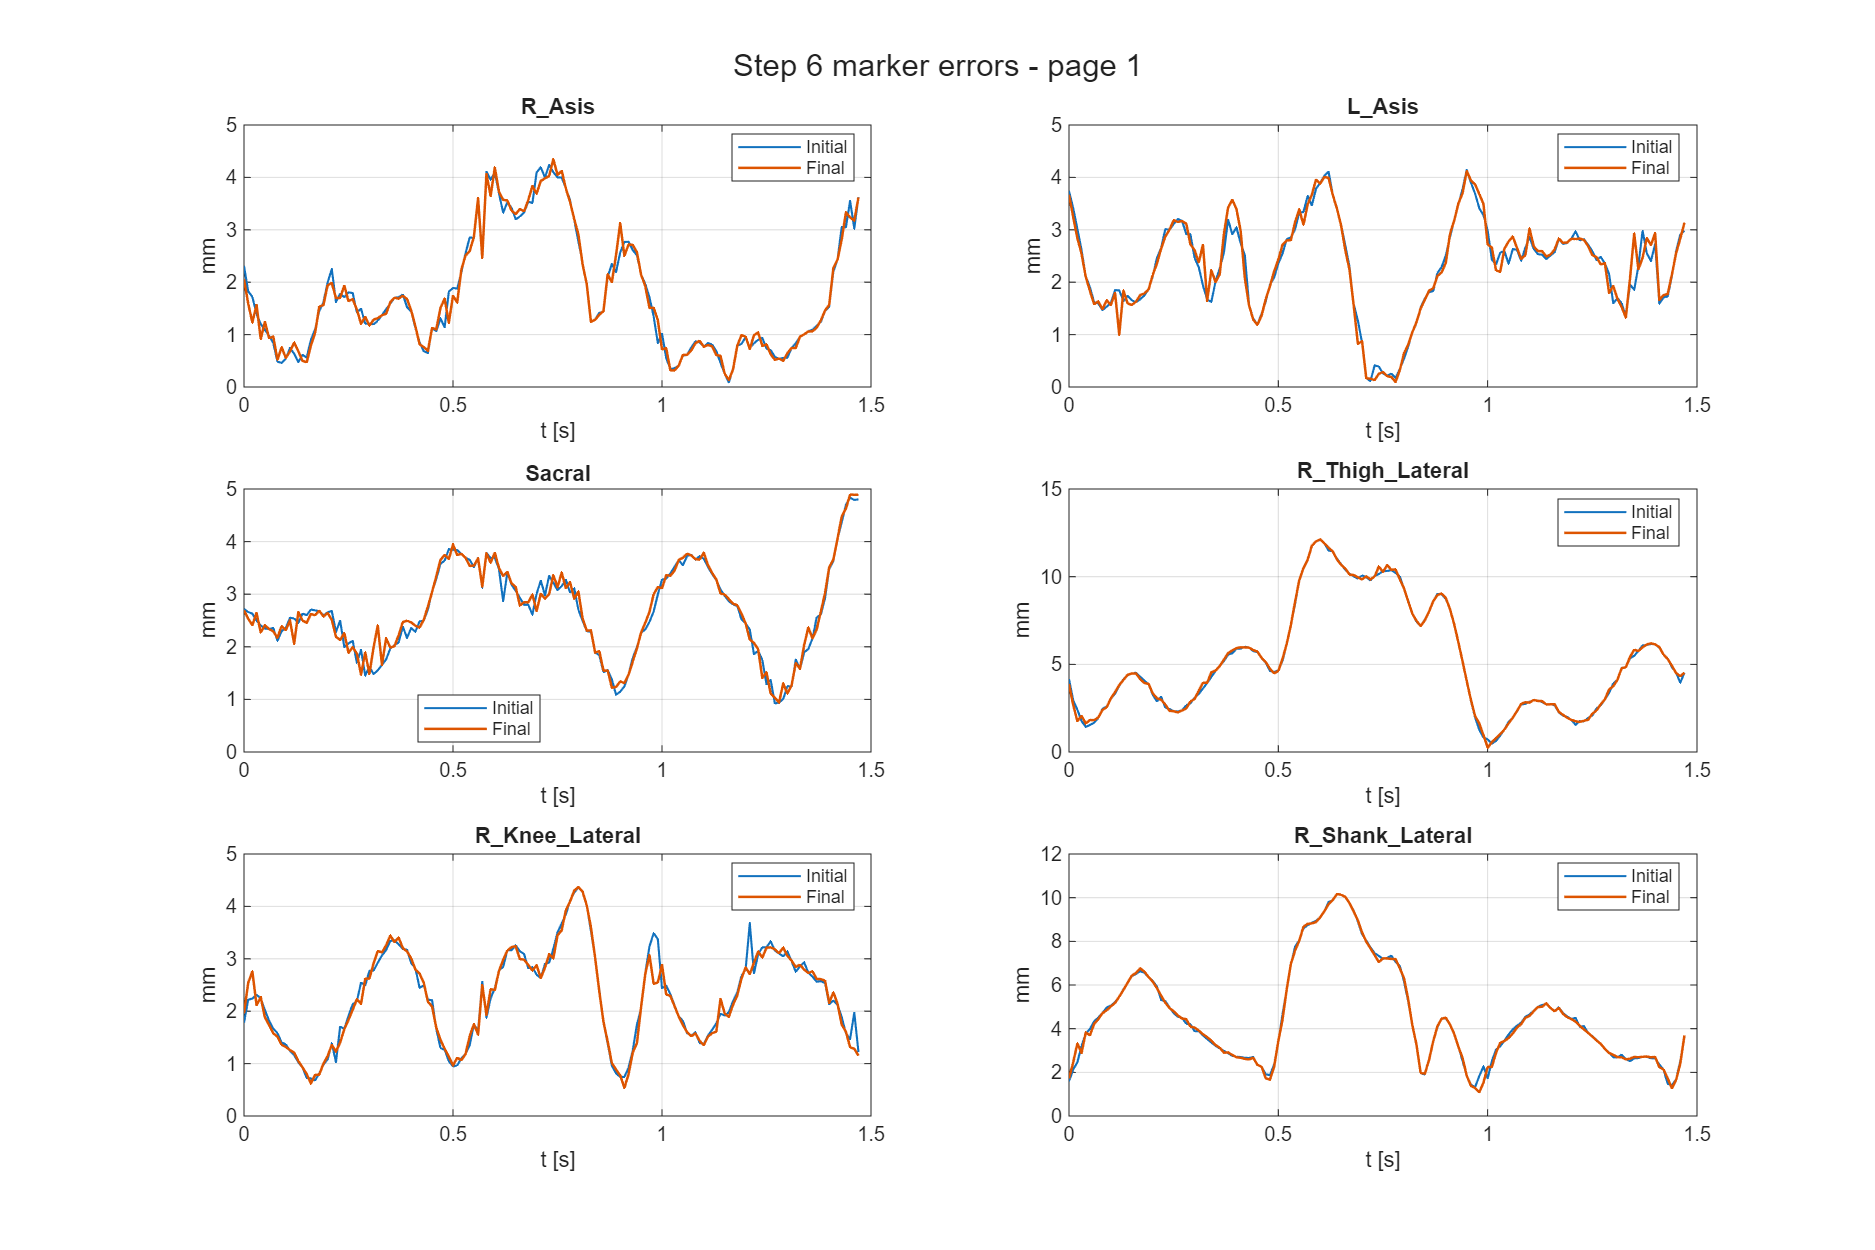 Step 6 marker errors - page 1
R_Asis
5
4
3
2
1
0
mm
0 0.5 1 1.5
t [s]
Initial
Final
L_Asis
5
4
3
2
1
0
mm
0 0.5 1 1.5
t [s]
Initial
Final
Sacral
5
4
3
2
1
0
mm
0 0.5 1 1.5
t [s]
Initial
Final
R_Thigh_Lateral
15
10
5
0
mm
0 0.5 1 1.5
t [s]
Initial
Final
R_Knee_Lateral
5
4
3
2
1
0
mm
0 0.5 1 1.5
t [s]
Initial
Final
R_Shank_Lateral
12
10
8
6
4
2
0
mm
0 0.5 1 1.5
t [s]
Initial
Final